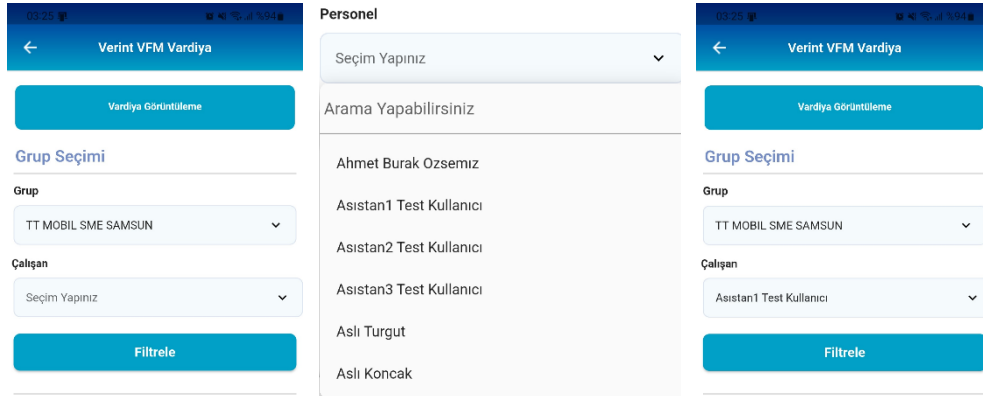 03:25 %94
Verint VFM Vardiya
Vardiya Görüntüleme
Grup Seçimi
Grup
TT MOBIL SME SAMSUN
Çalışan
Seçim Yapınız
Filtrele
Personel
Seçim Yapınız
Arama Yapabilirsiniz
Ahmet Burak Ozsemız
Asıstan1 Test Kullanıcı
Asıstan2 Test Kullanıcı
Asıstan3 Test Kullanıcı
Aslı Turgut
Aslı Koncak
03:25 %94
Verint VFM Vardiya
Vardiya Görüntüleme
Grup Seçimi
Grup
TT MOBIL SME SAMSUN
Çalışan
Asıstan1 Test Kullanıcı
Filtrele